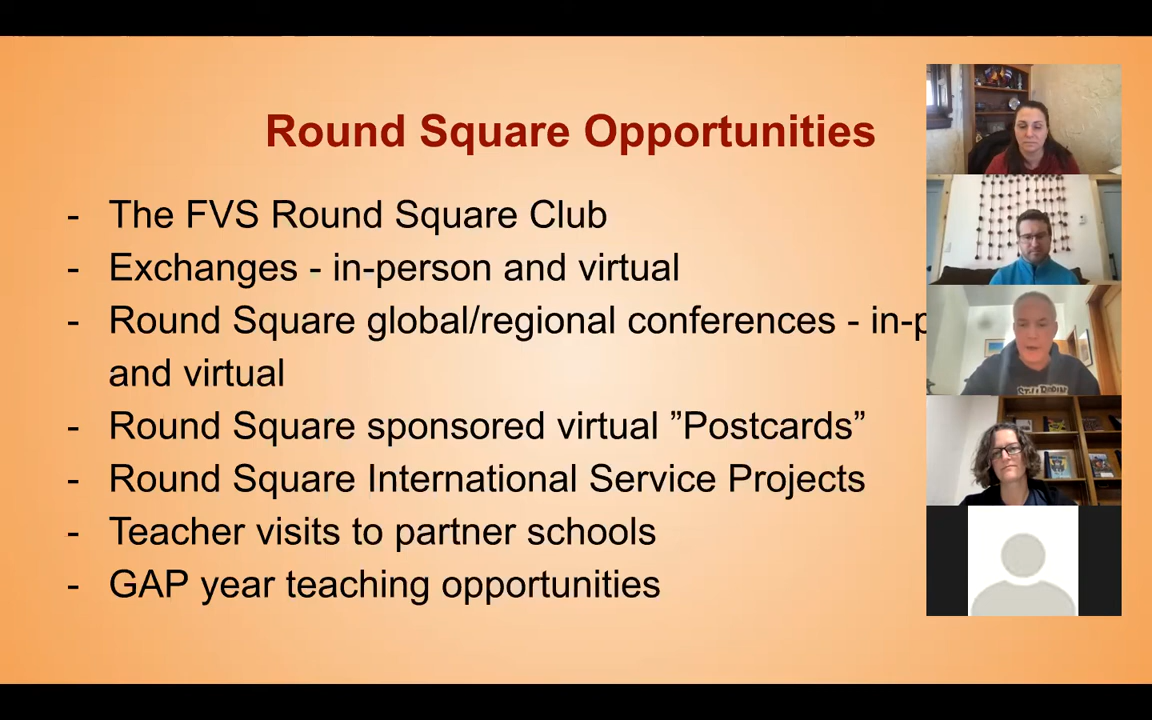 Round Square Opportunities
- The FVS Round Square Club
- Exchanges - in-person and virtual
- Round Square global/regional conferences - in-p
and virtual
- Round Square sponsored virtual ”Postcards”
- Round Square International Service Projects
- Teacher visits to partner schools
- GAP year teaching opportunities